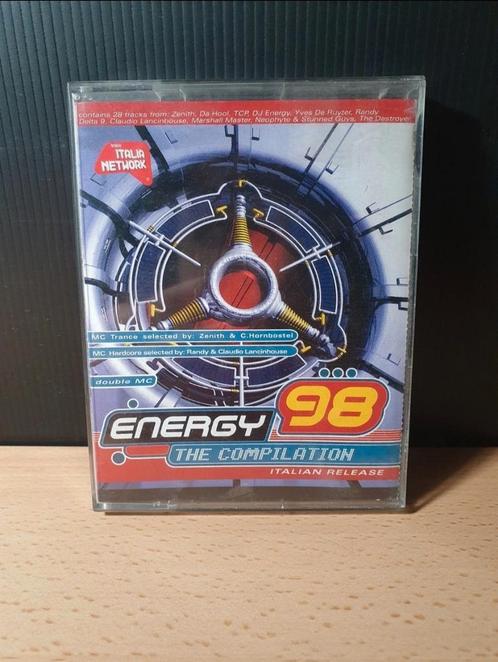 contains 28 tracks from: Zenith, Da Hool, TCP, DJ Energy, Yves De Ruyter, Randy
Delta 9, Claudio Lancinhouse, Marshall Master, Neophyte & Stunned Guys, The Destroyer
ITALIA
NETWORK
MC Trance selected by: Zenith & C.Hornbostel
MC Hardcore selected by: Randy & Claudio Lancinhouse
double MC
ENERGY 98
THE COMPILATION
ITALIAN RELEASE